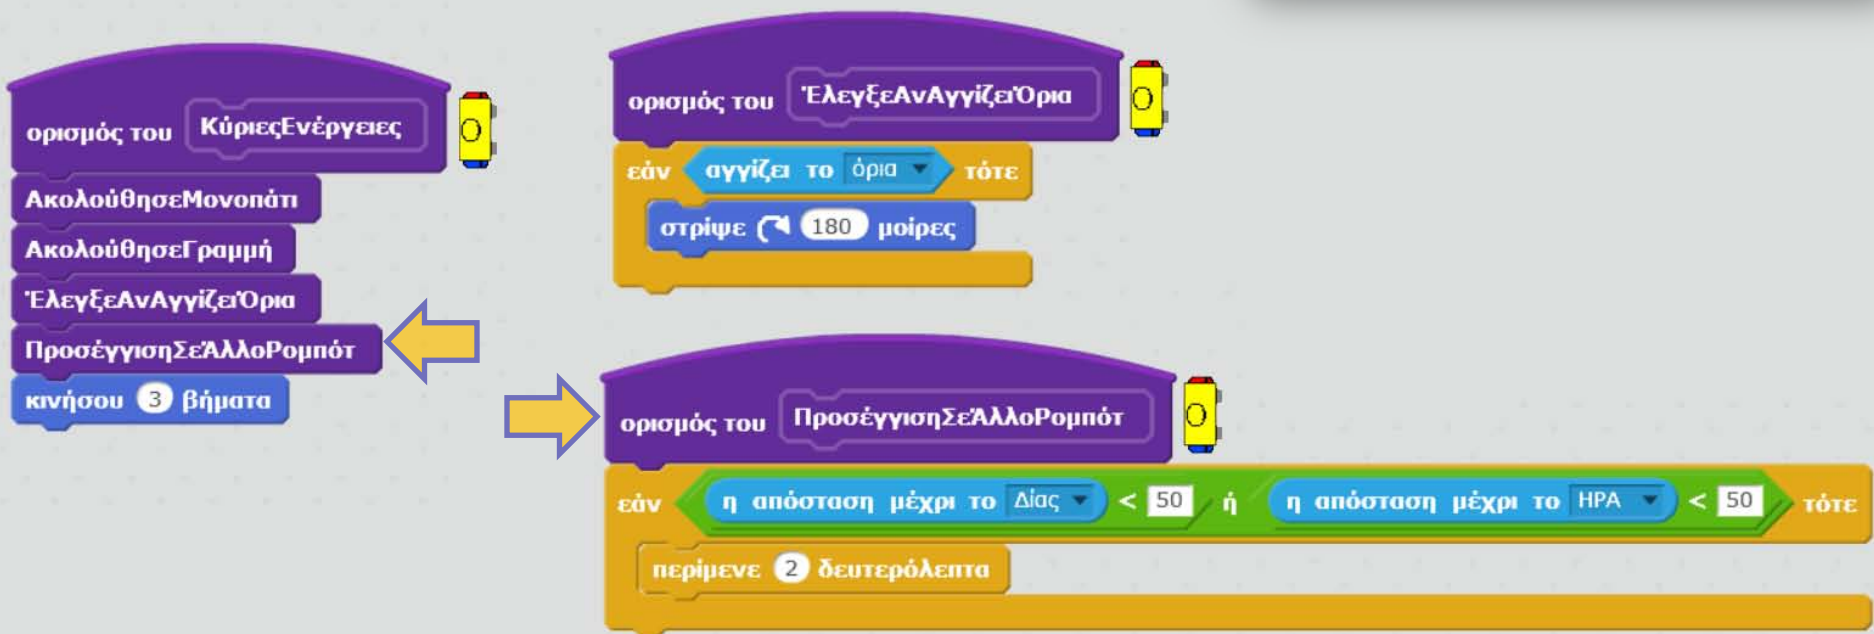 ορισμός του ΚύριεςΕνέργειες
ΑκολούθησεΜονοπάτι
ΑκολούθησεΓραμμή
ΈλεγξεΑνΑγγίζειΌρια
ΠροσέγγισηΣεΆλλοΡομπότ
κινήσου 3 βήματα
ορισμός του ΈλεγξεΑνΑγγίζειΌρια
εάν αγγίζει το όρια τότε
στρίψε 180 μοίρες
ορισμός του ΠροσέγγισηΣεΆλλοΡομπότ
εάν η απόσταση μέχρι το Δίας < 50 ή η απόσταση μέχρι το ΗΡΑ < 50 τότε
περίμενε 2 δευτερόλεπτα